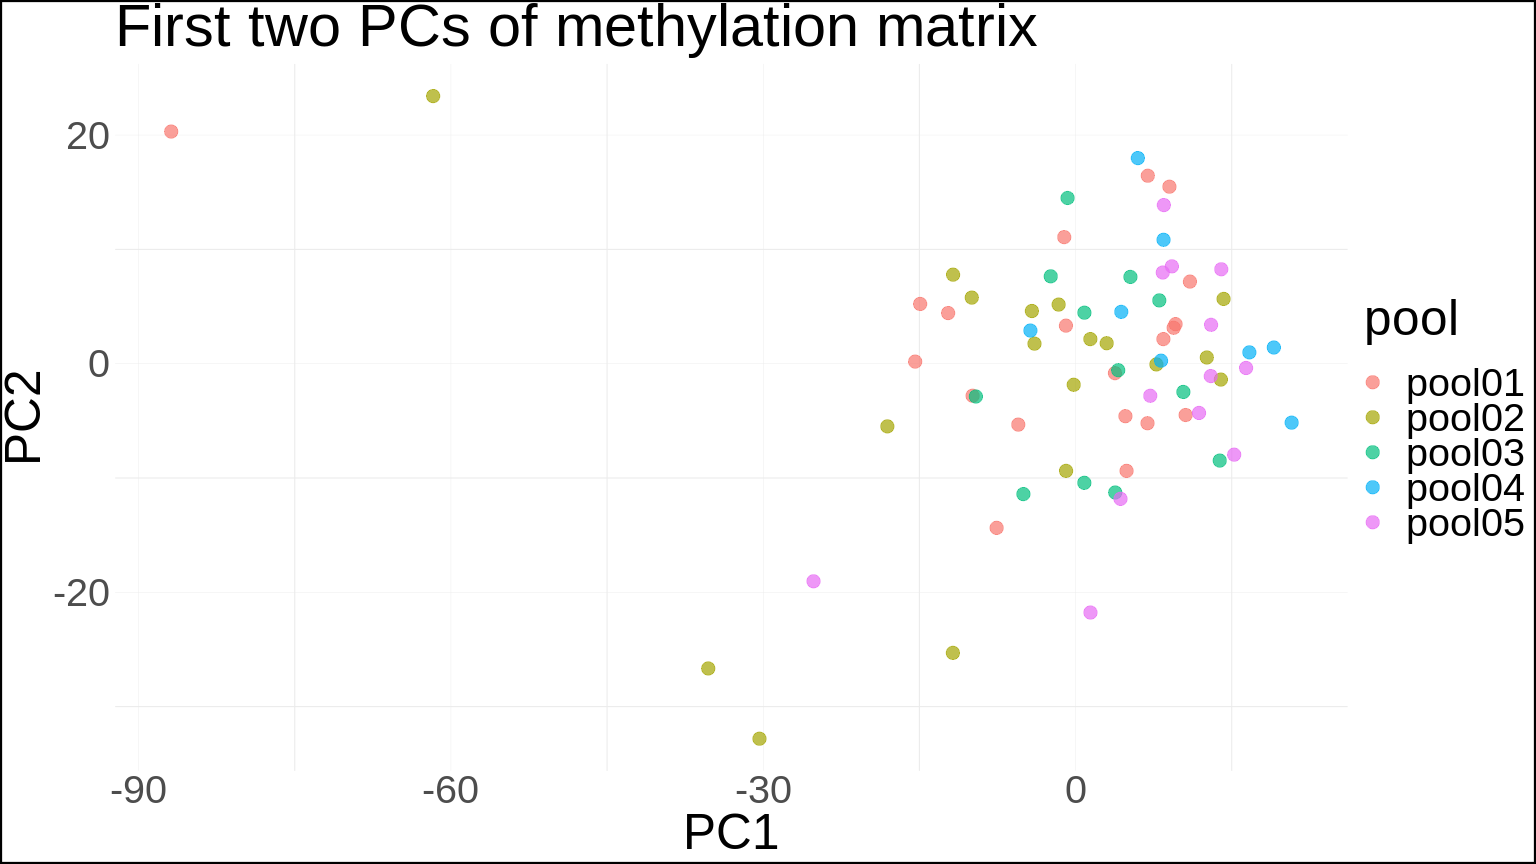 First two PCs of methylation matrix
20
0
-20
PC2
-90
-60
-30
0
PC1
pool
pool01
pool02
pool03
pool04
pool05